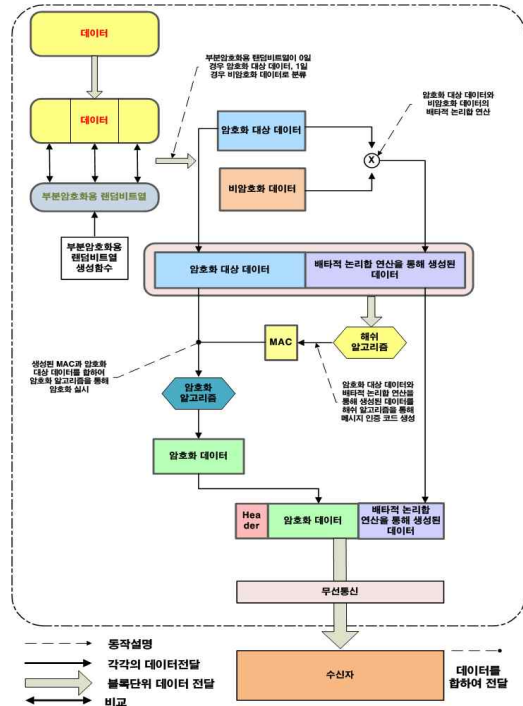 데이터
부분암호화용 랜덤비트열이 0일
경우 암호화 대상 데이터, 1일
경우 비암호화 데이터로 분류
데이터
암호화 대상 데이터와
비암호화 데이터의
배타적 논리합 연산
암호화 대상 데이터
X
비암호화 데이터
부분암호화용 랜덤비트열
부분암호화용
랜덤비트열
생성함수
암호화 대상 데이터
배타적 논리합 연산을 통해 생성된
데이터
MAC
해쉬
알고리즘
생성된 MAC과 암호화
대상 데이터를 합하여
암호화 알고리즘을 통해
암호화 실시
암호화
알고리즘
암호화 대상 데이터와
배타적 논리합 연산을
통해 생성된 데이터를
해쉬 알고리즘을 통해
메시지 인증 코드 생성
암호화 데이터
Hea
der
암호화 데이터
배타적 논리합
연산을 통해 생성된
데이터
무선통신
동작설명
각각의 데이터전달
블록단위 데이터 전달
비교
수신자
데이터를
합하여 전달